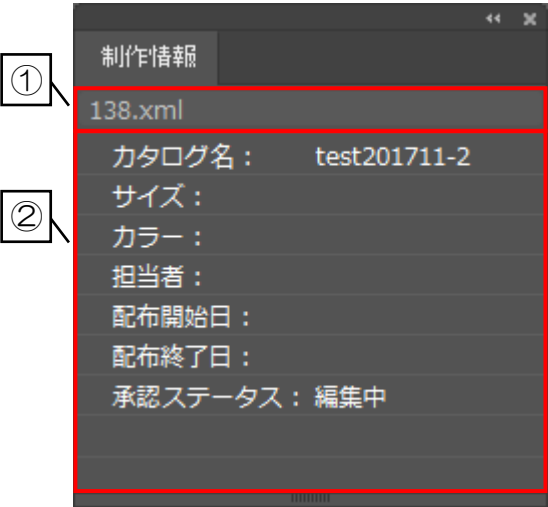 制作情報
①
138.xml
②
カタログ名： test201711-2
サイズ：
カラー：
担当者：
配布開始日：
配布終了日：
承認ステータス： 編集中